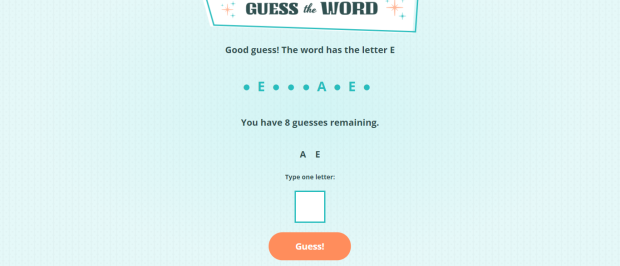 GUESS the WORD
Good guess! The word has the letter E
● E ● ● ● A ● E ●
You have 8 guesses remaining.
A E
Type one letter:
Guess!